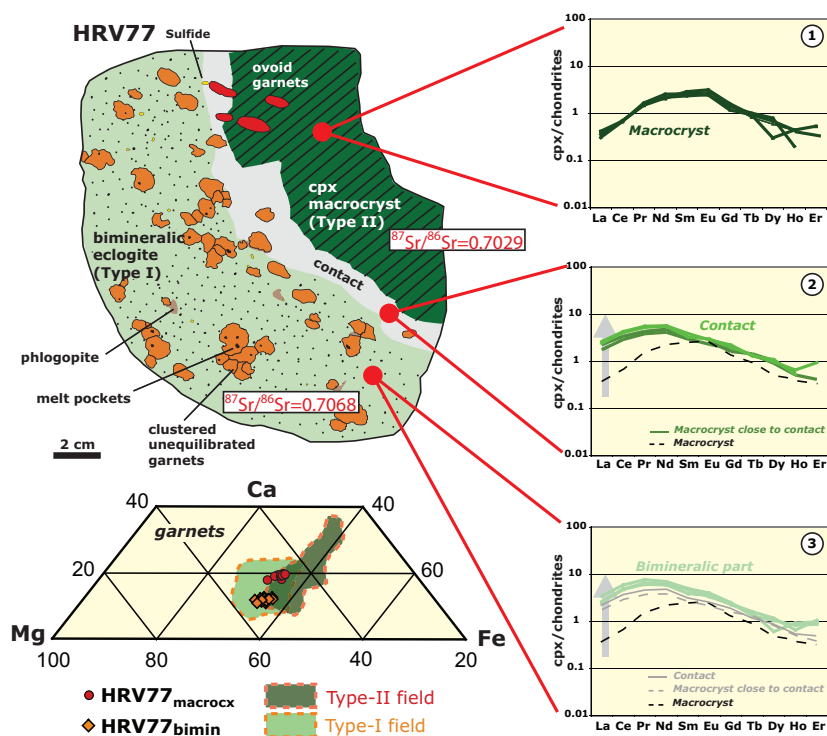 HRV77
Sulfide
ovoid
garnets
cpx
macrocryst
(Type II)
87Sr/86Sr=0.7029
bimineralic
eclogite
(Type I)
contact
phlogopite
melt pockets
clustered
unequilibrated
garnets
87Sr/86Sr=0.7068
2 cm
1
cpx/chondrites
100
10
1
0.1
0.01
Macrocryst
La Ce Pr Nd Sm Eu Gd Tb Dy Ho Er
2
cpx/chondrites
100
10
1
0.1
0.01
Contact
Macrocryst close to contact
Macrocryst
La Ce Pr Nd Sm Eu Gd Tb Dy Ho Er
3
cpx/chondrites
100
10
1
0.1
0.01
Bimineralic part
Contact
Macrocryst close to contact
Macrocryst
La Ce Pr Nd Sm Eu Gd Tb Dy Ho Er
Ca
40 40
garnets
20 60
Mg Fe
100 80 60 40 20
HRV77macrocx Type-II field
HRV77bimin Type-I field